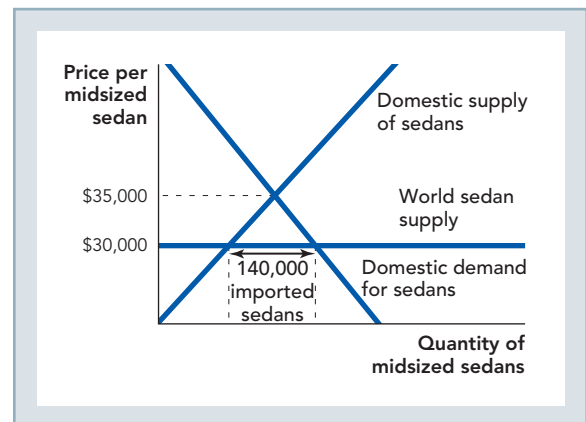 Price per
midsized
sedan
Domestic supply
of sedans
$35,000
World sedan
supply
$30,000
140,000
imported
sedans
Domestic demand
for sedans
Quantity of
midsized sedans